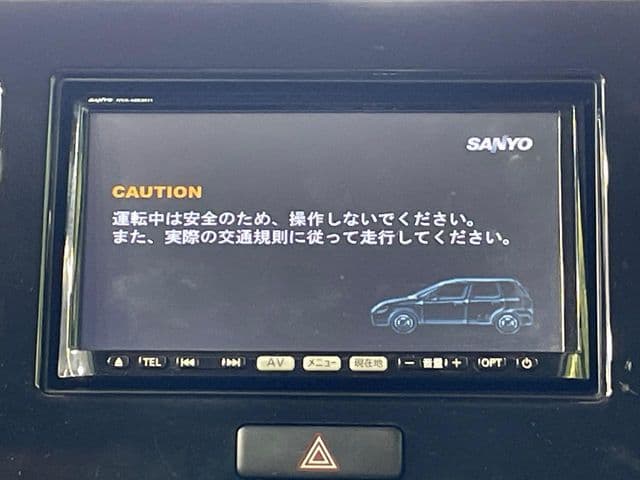 SANYO
SANYO
CAUTION
運転中は安全のため、操作しないでください。
また、実際の交通規則に従って走行してください。
TEL AV メニュー 現在地 − 音量 + OPT